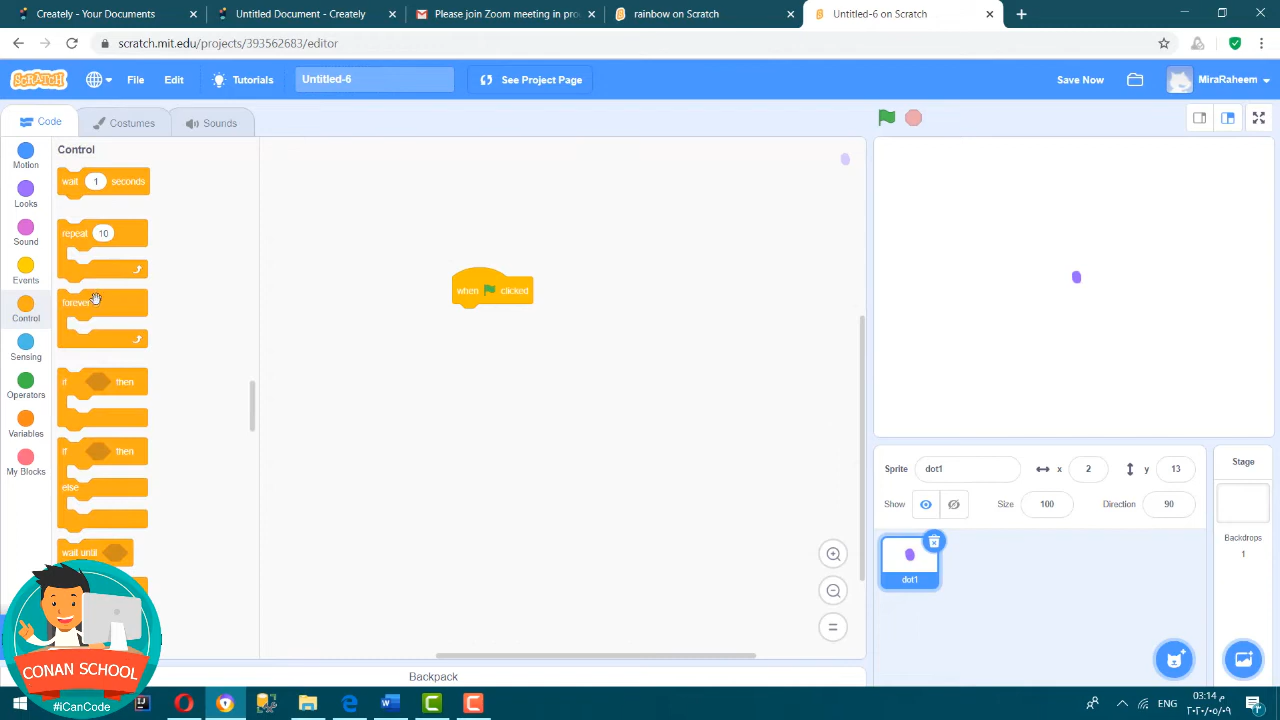 Creately - Your Documents
Untitled Document - Creately
Please join Zoom meeting in pro
rainbow on Scratch
Untitled-6 on Scratch
scratch.mit.edu/projects/393562683/editor
SCRATCH
File
Edit
Tutorials
Untitled-6
See Project Page
Save Now
MiraRaheem
Code
Costumes
Sounds
Motion
Looks
Sound
Events
Control
Sensing
Operators
Variables
My Blocks
Control
wait 1 seconds
repeat 10
forever
if then
if then
else
wait until
when clicked
Sprite dot1 x 2 y 13
Show Size 100 Direction 90
dot1
Stage
Backdrops
1
Backpack
CONAN SCHOOL
#iCanCode
ENG
03:14 م
٢٠٢٠/٠٥/٠٩